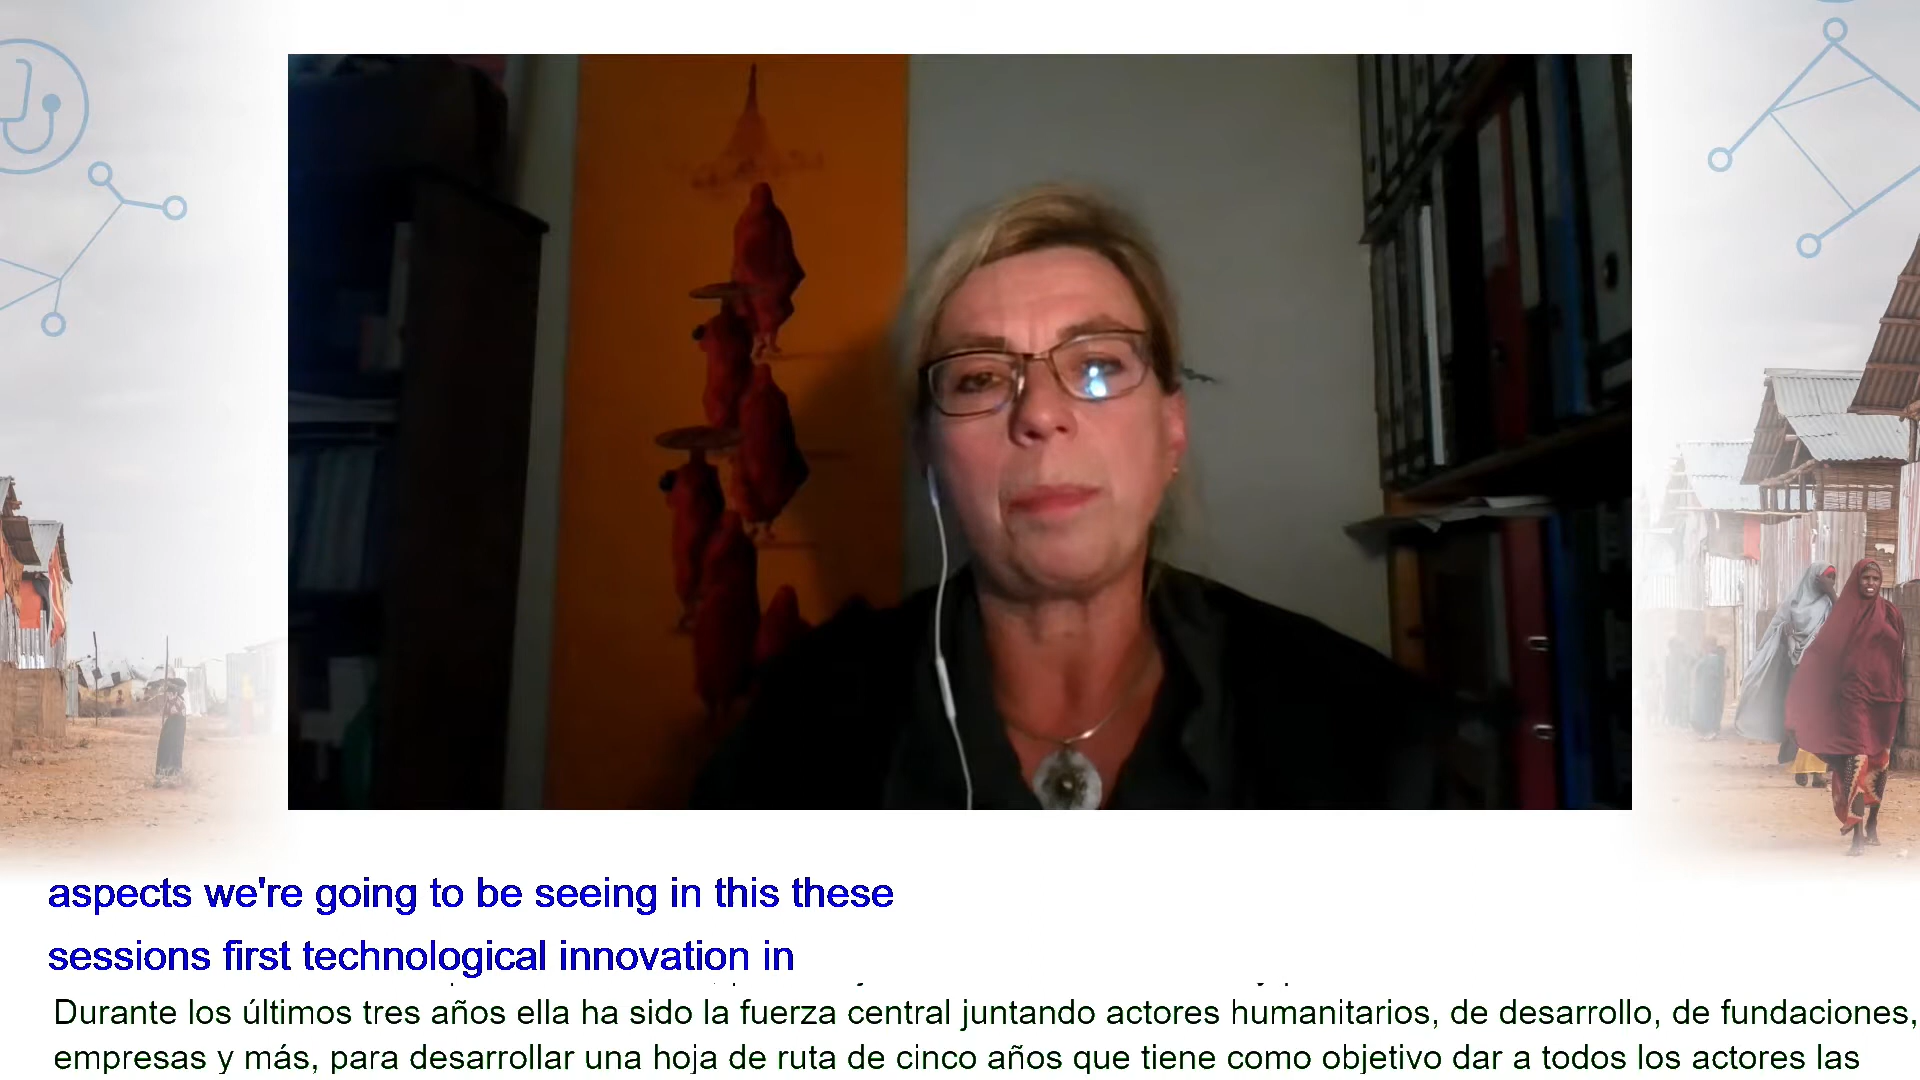 aspects we're going to be seeing in this these
sessions first technological innovation in
Durante los últimos tres años ella ha sido la fuerza central juntando actores humanitarios, de desarrollo, de fundaciones,
empresas y más, para desarrollar una hoja de ruta de cinco años que tiene como objetivo dar a todos los actores las